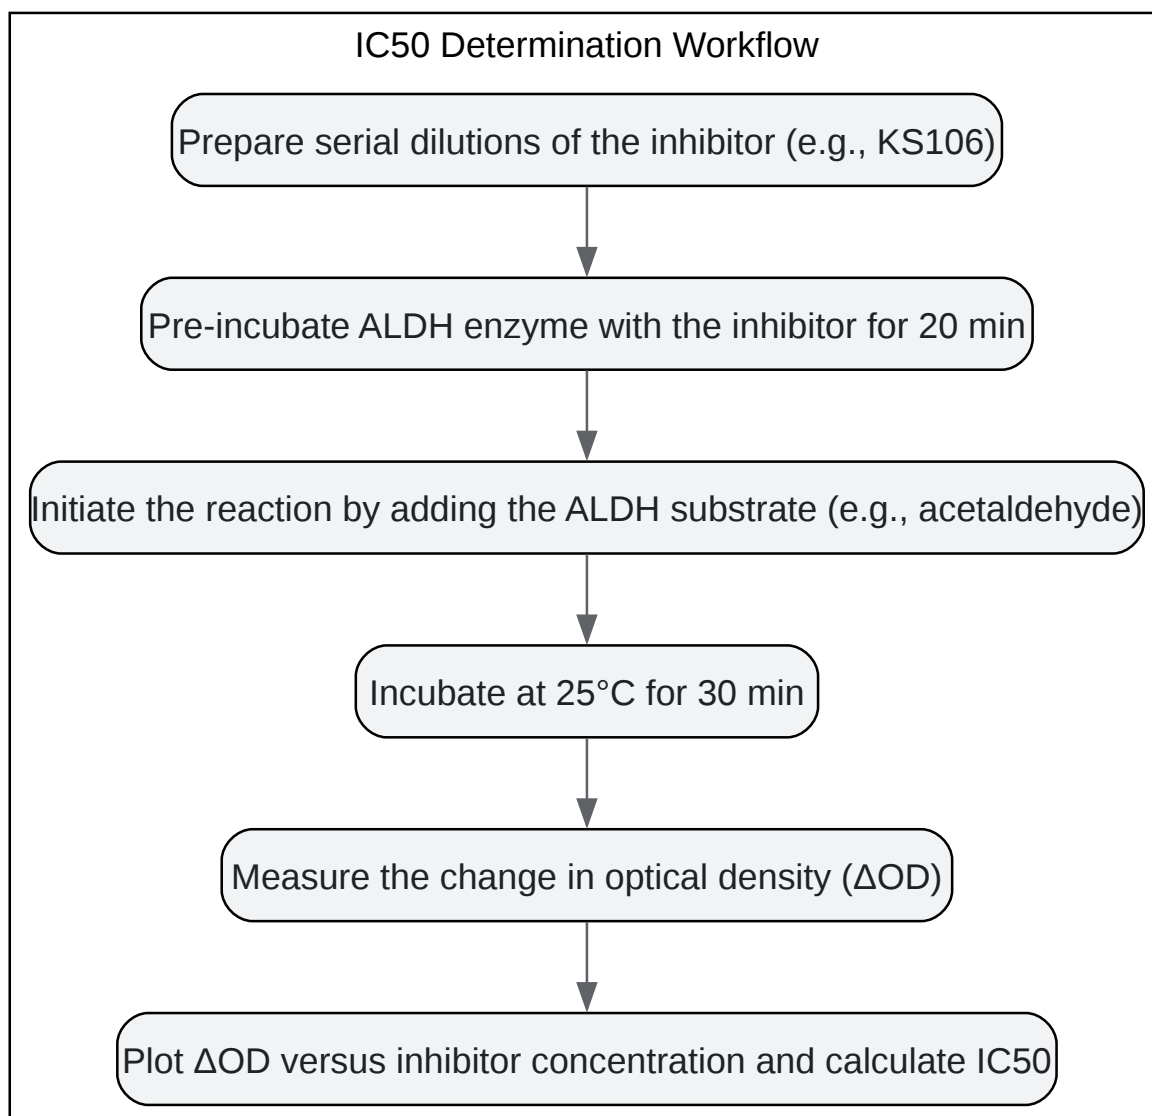 IC50 Determination Workflow
Prepare serial dilutions of the inhibitor (e.g., KS106)
Pre-incubate ALDH enzyme with the inhibitor for 20 min
Initiate the reaction by adding the ALDH substrate (e.g., acetaldehyde)
Incubate at 25°C for 30 min
Measure the change in optical density (ΔOD)
Plot ΔOD versus inhibitor concentration and calculate IC50